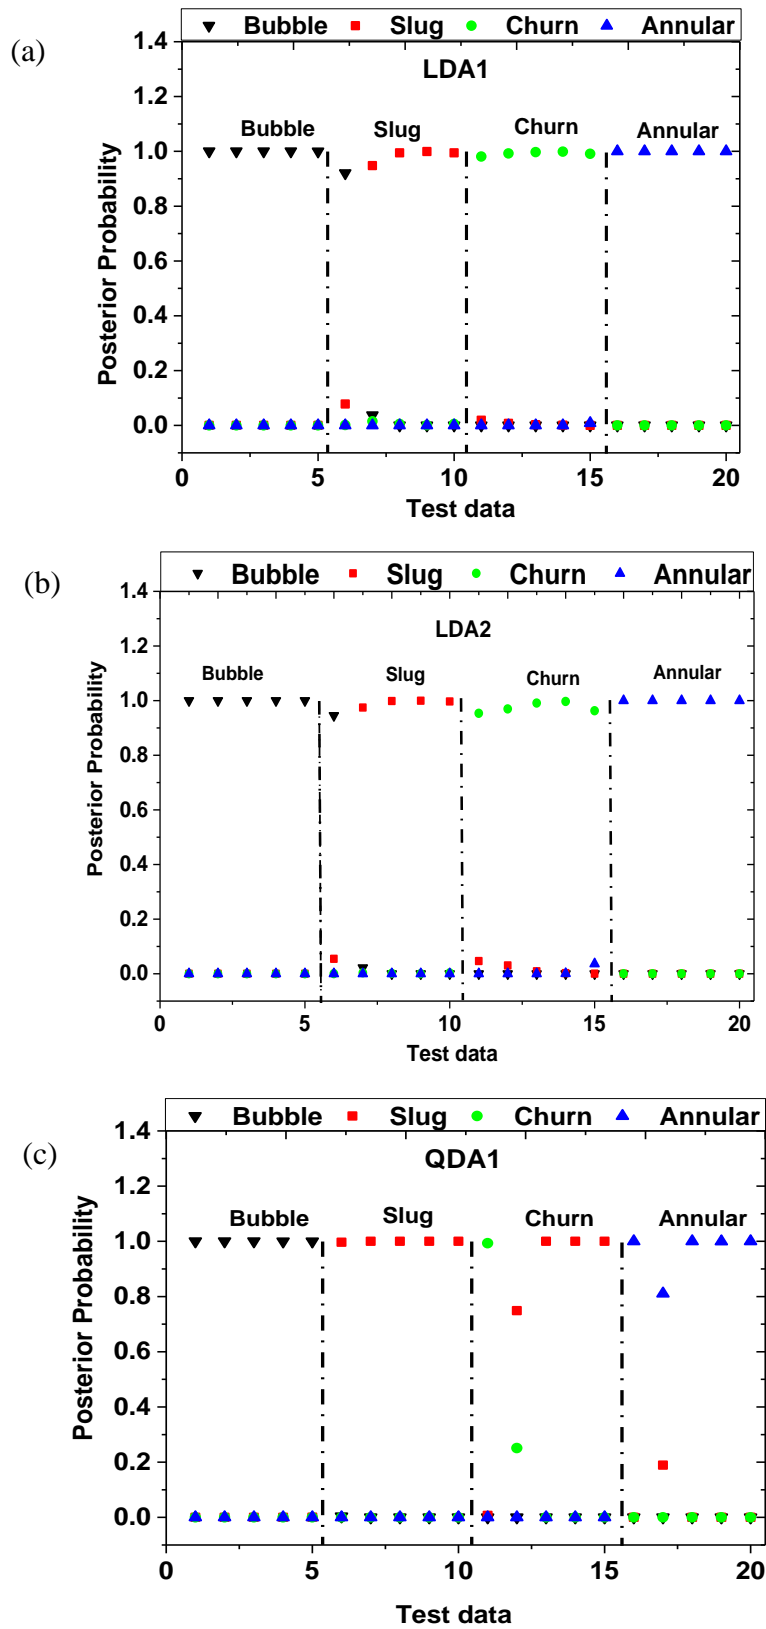 (a)
Bubble Slug Churn Annular
LDA1
Bubble Slug Churn Annular
1.4
1.2
1.0
0.8
0.6
0.4
0.2
0.0
Posterior Probability
0 5 10 15 20
Test data
(b)
Bubble Slug Churn Annular
LDA2
Bubble Slug Churn Annular
1.4
1.2
1.0
0.8
0.6
0.4
0.2
0.0
Posterior Probability
0 5 10 15 20
Test data
(c)
Bubble Slug Churn Annular
QDA1
Bubble Slug Churn Annular
1.4
1.2
1.0
0.8
0.6
0.4
0.2
0.0
Posterior Probability
0 5 10 15 20
Test data